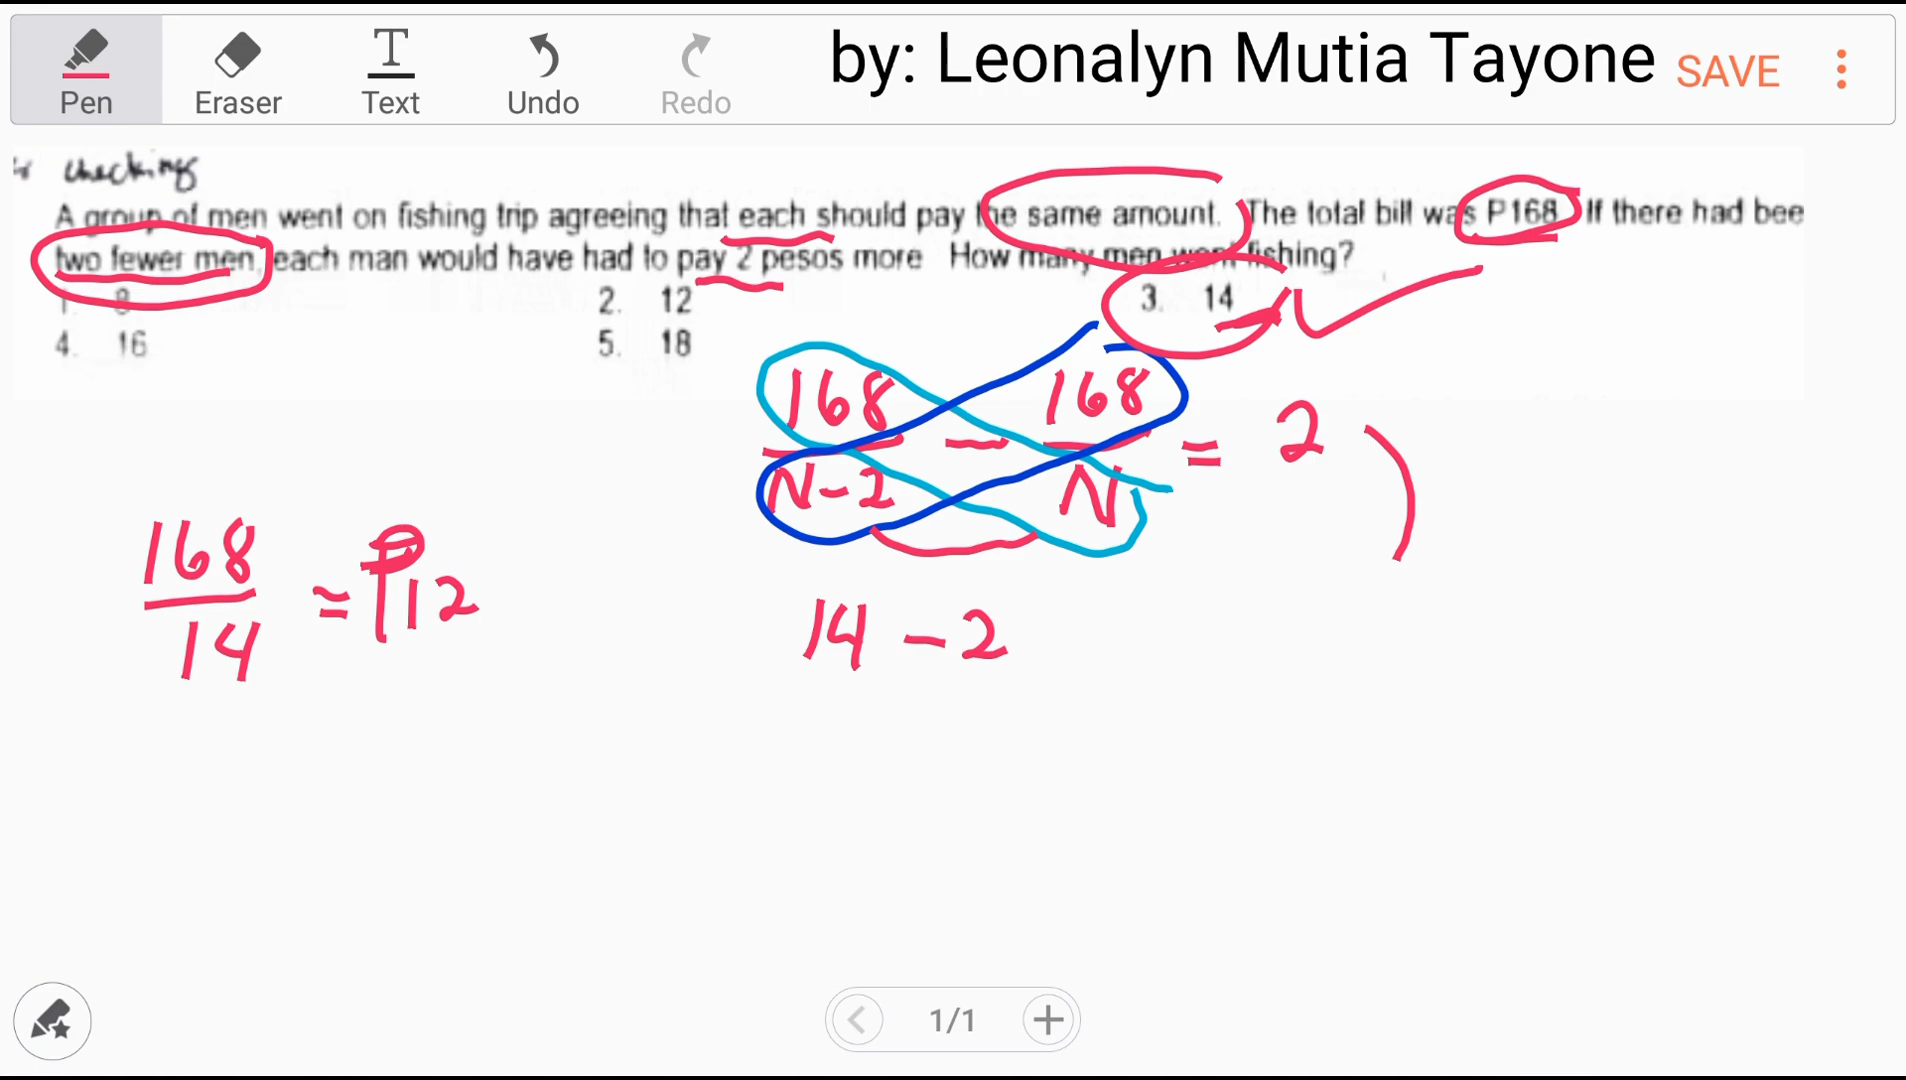 by: Leonalyn Mutia Tayone
SAVE
Pen
Eraser
Text
Undo
Redo
checking
A group of men went on fishing trip agreeing that each should pay the same amount. The total bill was P168 If there had bee
two fewer men, each man would have had to pay 2 pesos more How many men went fishing?
1. 8
2. 12
3. 14
4. 16
5. 18
168/N-2 - 168/N = 2
168/14 = ₱112
14 - 2
1/1